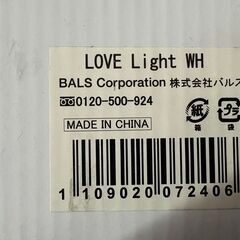 LOVE Light WH
BALS Corporation 株式会社バルス
0120-500-924
紙 プラ
箱 袋
MADE IN CHINA
1 109020 072406